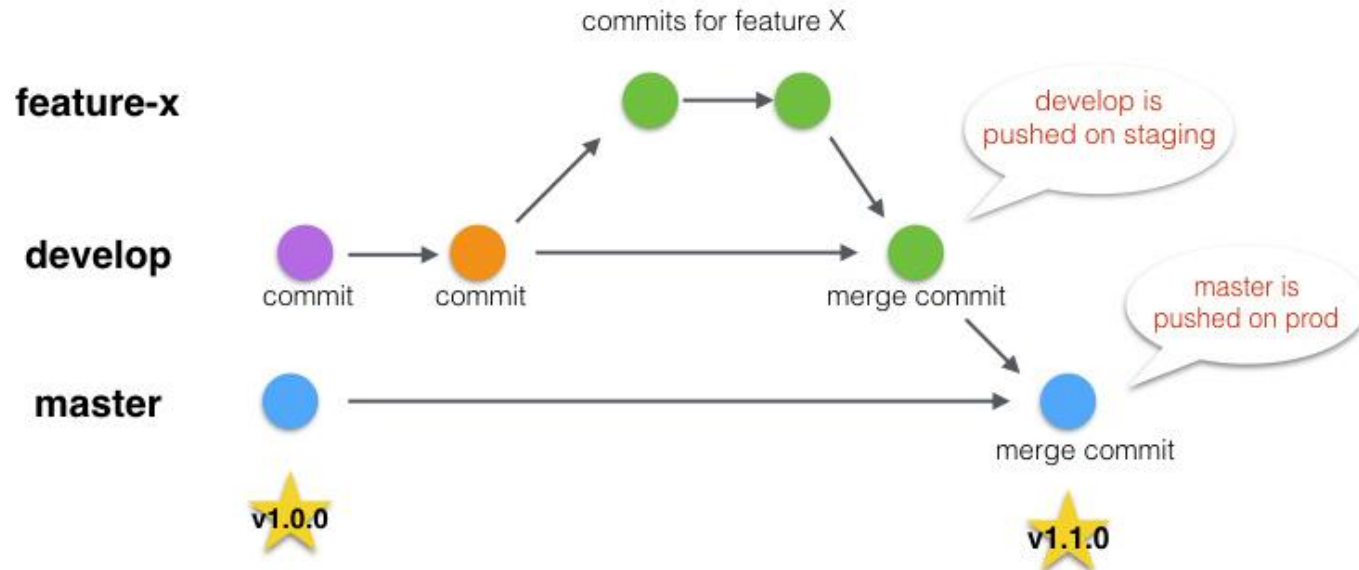 commits for feature X
feature-x
develop is
pushed on staging
develop
commit
commit
merge commit
master is
pushed on prod
master
merge commit
v1.0.0
v1.1.0